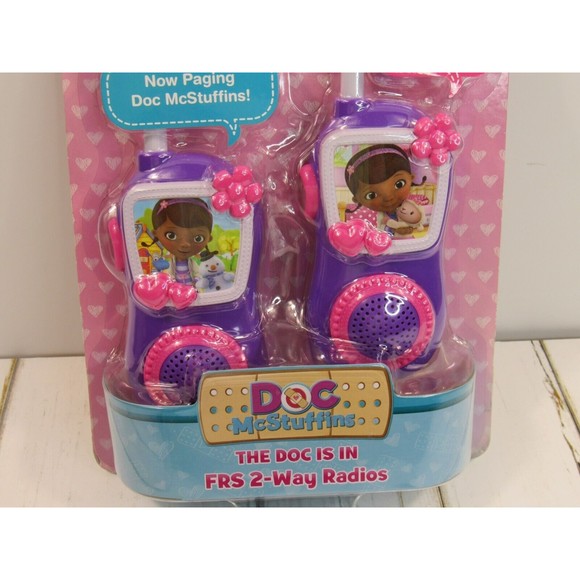 Now Paging
Doc McStuffins!
DOC
McStuffins
THE DOC IS IN
FRS 2-Way Radios